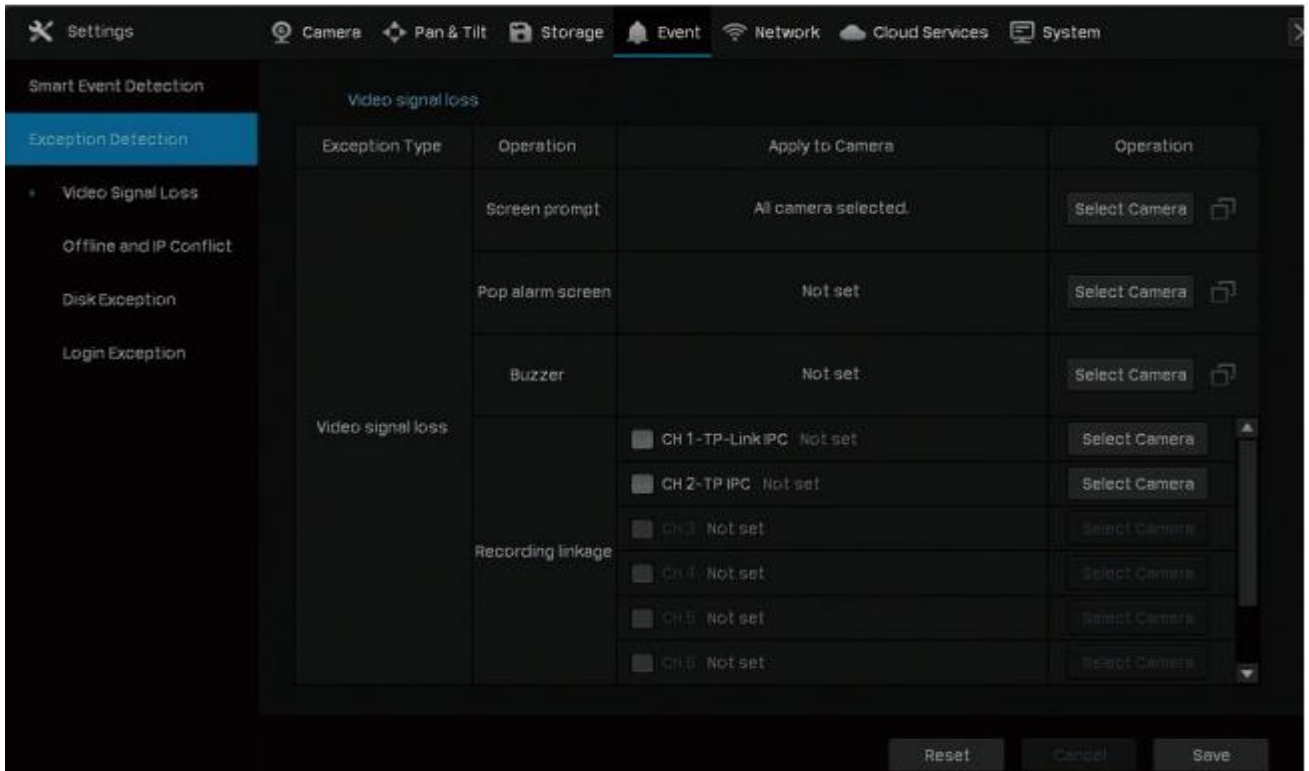 Settings
Camera Pan & Tilt Storage Event Network Cloud Services System
Smart Event Detection
Exception Detection
Video Signal Loss
Offline and IP Conflict
Disk Exception
Login Exception
Video signal loss
Exception Type Operation Apply to Camera Operation
Video signal loss
Screen prompt All camera selected. Select Camera
Pop alarm screen Not set Select Camera
Buzzer Not set Select Camera
Recording linkage
CH 1-TP-Link IPC Not set Select Camera
CH 2-TP IPC Not set Select Camera
CH 3 Not set Select Camera
CH 4 Not set Select Camera
CH 5 Not set Select Camera
CH 6 Not set Select Camera
Reset Cancel Save